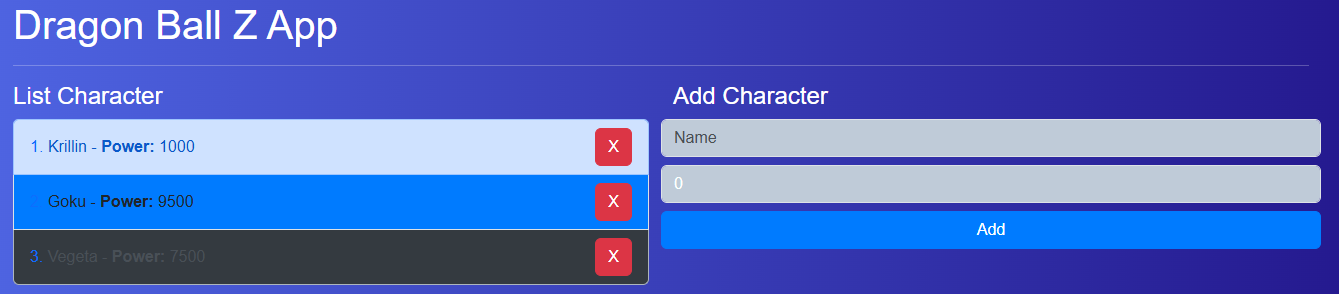 Dragon Ball Z App
List Character
Add Character
1. Krillin - Power: 1000
X
Name
Goku - Power: 9500
X
0
Add
3. Vegeta - Power: 7500
X